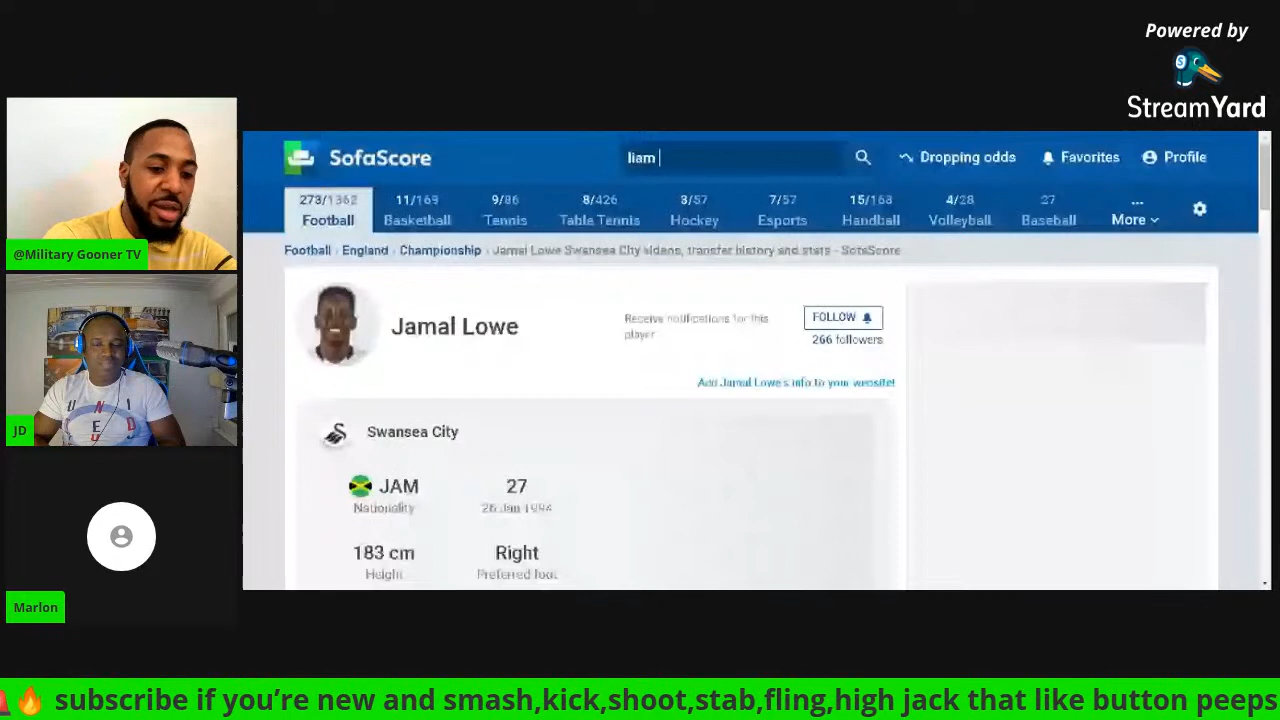 Powered by
StreamYard
@Military Gooner TV
JD
UNI
Marlon
SofaScore
liam
Dropping odds
Favorites
Profile
273/1362
Football
11/169
Basketball
9/86
Tennis
8/426
Table Tennis
3/57
Hockey
7/57
Esports
15/168
Handball
4/28
Volleyball
27
Baseball
...
More
Football › England › Championship › Jamal Lowe Swansea City videos, transfer history and stats - SofaScore
Jamal Lowe
Receive notifications for this
player
FOLLOW
266 followers
Add Jamal Lowe's info to your website!
Swansea City
JAM
Nationality
27
26 Jan 1994
183 cm
Height
Right
Preferred foot
subscribe if you’re new and smash,kick,shoot,stab,fling,high jack that like button peeps